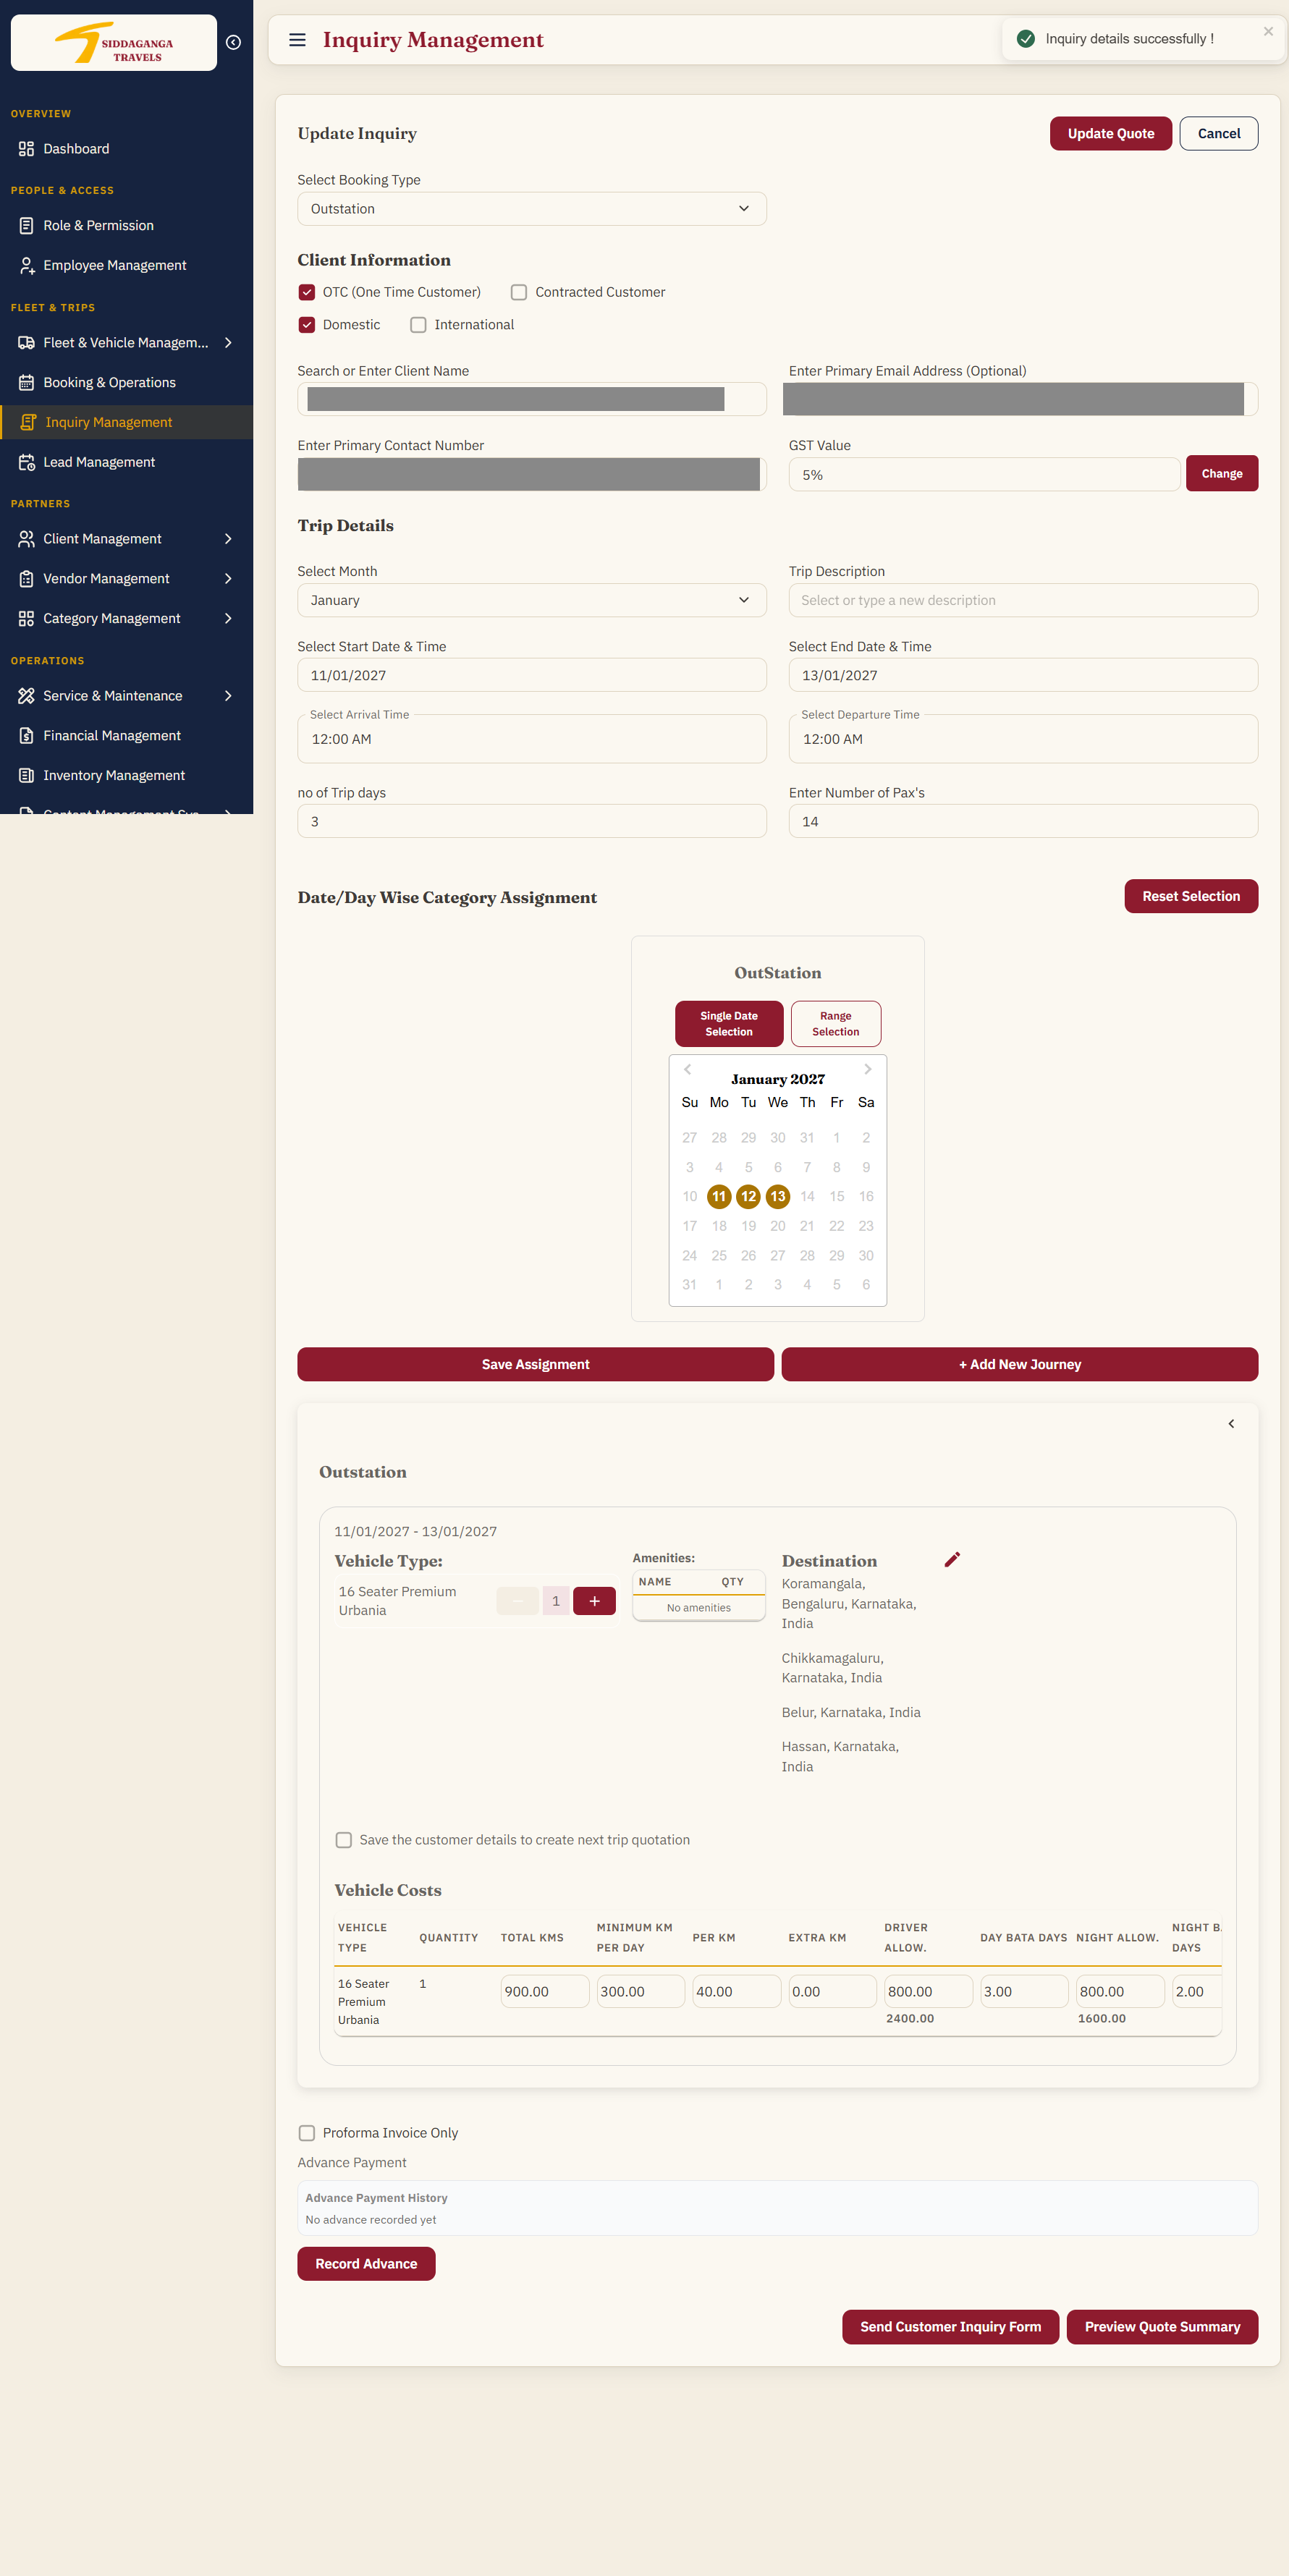 SIDDAGANGA
TRAVELS
OVERVIEW
Dashboard
PEOPLE & ACCESS
Role & Permission
Employee Management
FLEET & TRIPS
Fleet & Vehicle Managem...
Booking & Operations
Inquiry Management
Lead Management
PARTNERS
Client Management
Vendor Management
Category Management
OPERATIONS
Service & Maintenance
Financial Management
Inventory Management
Content Management Sys...
Inquiry Management
Inquiry details successfully !
Update Inquiry
Update Quote
Cancel
Select Booking Type
Outstation
Client Information
OTC (One Time Customer)
Contracted Customer
Domestic
International
Search or Enter Client Name
Enter Primary Email Address (Optional)
Enter Primary Contact Number
GST Value
5%
Change
Trip Details
Select Month
Trip Description
January
Select or type a new description
Select Start Date & Time
Select End Date & Time
11/01/2027
13/01/2027
Select Arrival Time
Select Departure Time
12:00 AM
12:00 AM
no of Trip days
Enter Number of Pax's
3
14
Date/Day Wise Category Assignment
Reset Selection
OutStation
Single Date
Selection
Range
Selection
January 2027
Su Mo Tu We Th Fr Sa
27 28 29 30 31 1 2
3 4 5 6 7 8 9
10 11 12 13 14 15 16
17 18 19 20 21 22 23
24 25 26 27 28 29 30
31 1 2 3 4 5 6
Save Assignment
+ Add New Journey
Outstation
11/01/2027 - 13/01/2027
Vehicle Type:
16 Seater Premium
Urbania
1
+
Amenities:
NAME QTY
No amenities
Destination
Koramangala,
Bengaluru, Karnataka,
India
Chikkamagaluru,
Karnataka, India
Belur, Karnataka, India
Hassan, Karnataka,
India
Save the customer details to create next trip quotation
Vehicle Costs
VEHICLE
TYPE
QUANTITY
TOTAL KMS
MINIMUM KM
PER DAY
PER KM
EXTRA KM
DRIVER
ALLOW.
DAY BATA DAYS
NIGHT ALLOW.
NIGHT BA
DAYS
16 Seater
Premium
Urbania
1
900.00
300.00
40.00
0.00
800.00
2400.00
3.00
800.00
1600.00
2.00
Proforma Invoice Only
Advance Payment
Advance Payment History
No advance recorded yet
Record Advance
Send Customer Inquiry Form
Preview Quote Summary